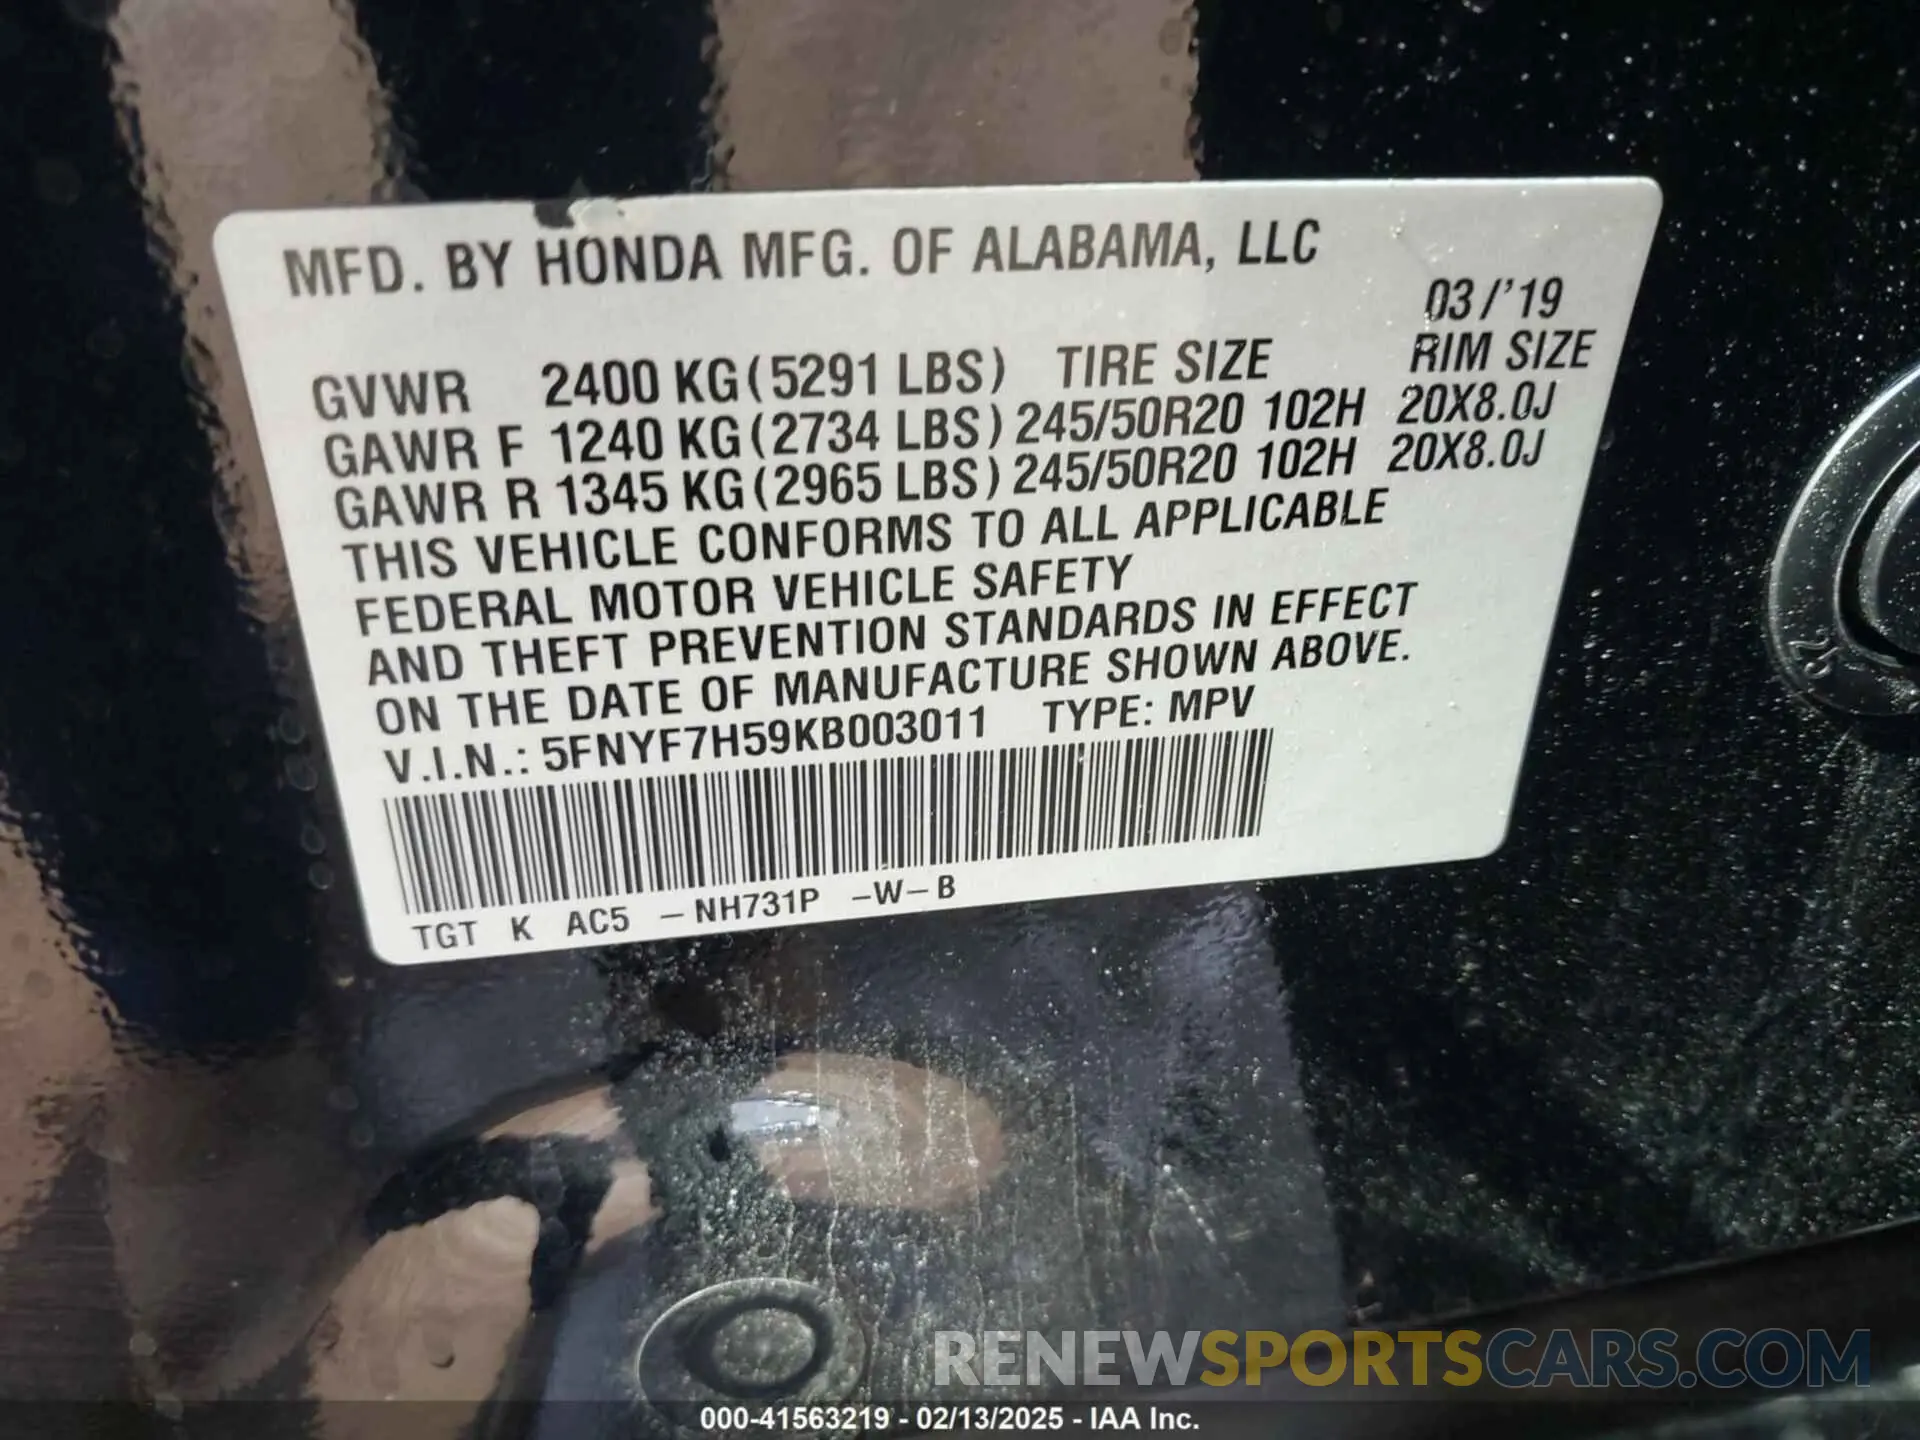 MFD. BY HONDA MFG. OF ALABAMA, LLC
03/'19
GVWR 2400 KG (5291 LBS) TIRE SIZE RIM SIZE
GAWR F 1240 KG (2734 LBS) 245/50R20 102H 20X8.0J
GAWR R 1345 KG (2965 LBS) 245/50R20 102H 20X8.0J
THIS VEHICLE CONFORMS TO ALL APPLICABLE
FEDERAL MOTOR VEHICLE SAFETY
AND THEFT PREVENTION STANDARDS IN EFFECT
ON THE DATE OF MANUFACTURE SHOWN ABOVE.
V.I.N.: 5FNYF7H59KB003011 TYPE: MPV
TGT K AC5 -NH731P -W-B
25
RENEWSPORTSCARS.COM
000-41563219 - 02/13/2025 - IAA Inc.